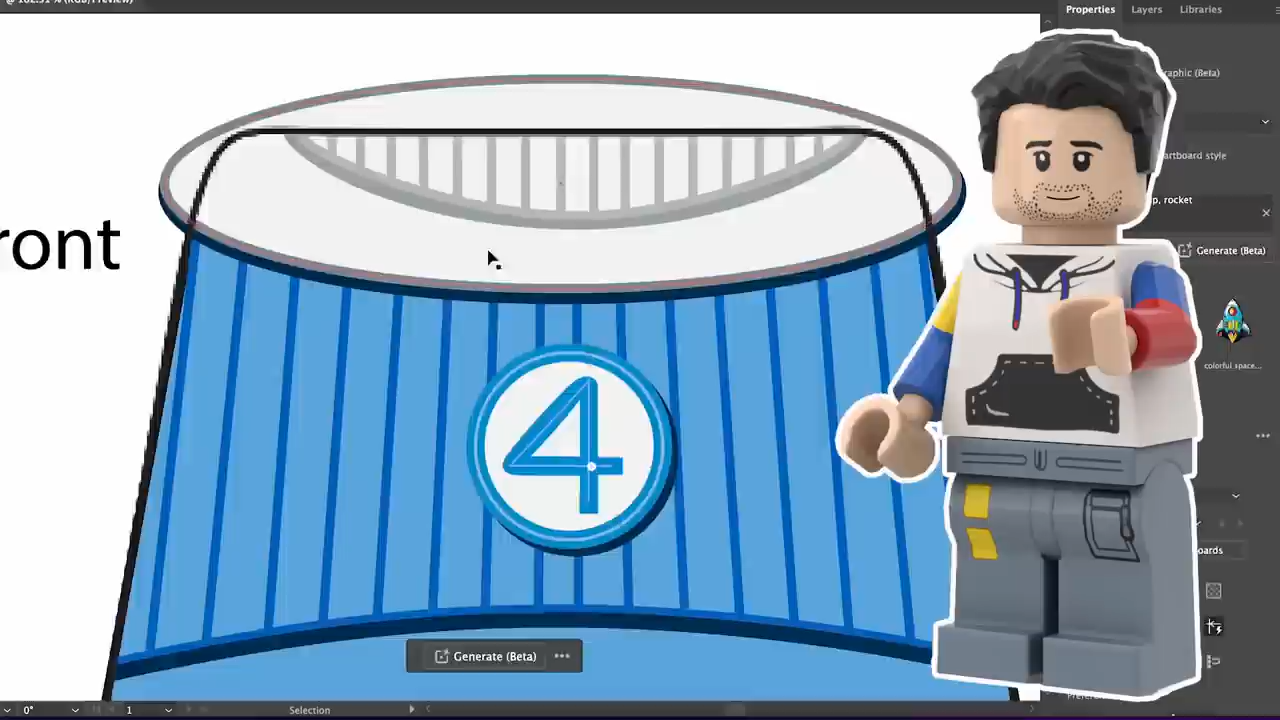 Properties Layers Libraries
raphic (Beta)
artboard style
p, rocket
ront
Generate (Beta)
colorful space...
4
oards
Generate (Beta)
0°
1
Selection